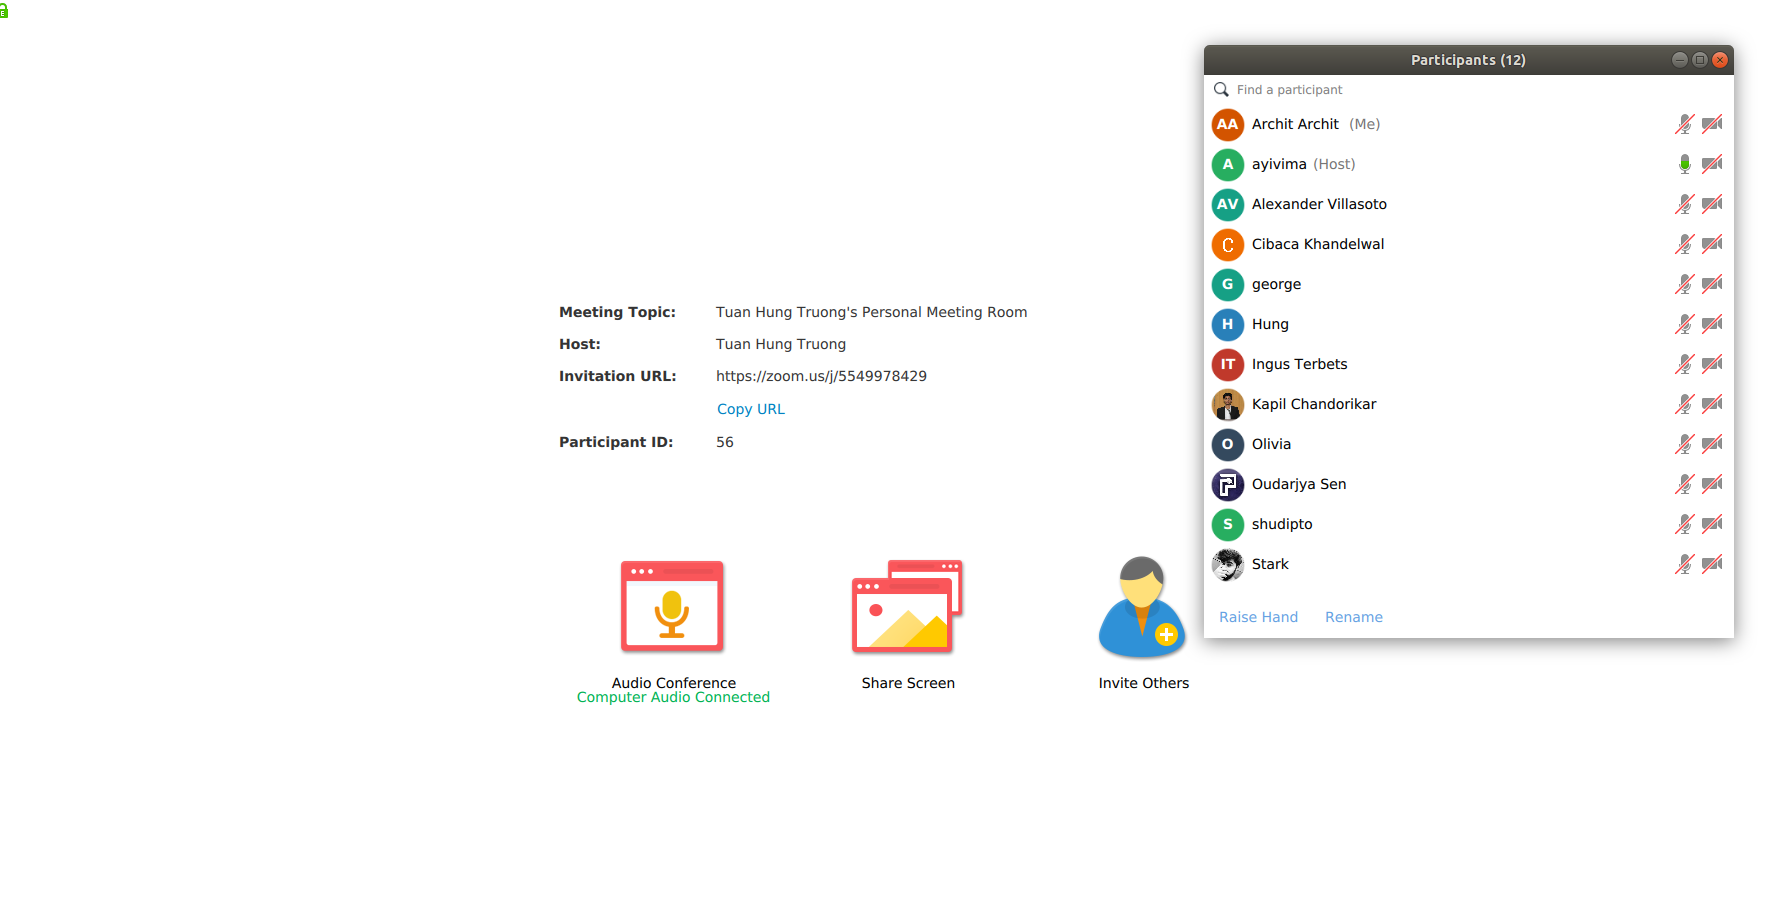 Participants (12)
Find a participant
AA Archit Archit (Me)
A ayivima (Host)
AV Alexander Villasoto
C Cibaca Khandelwal
G george
H Hung
IT Ingus Terbets
Kapil Chandorikar
O Olivia
Oudarjya Sen
S shudipto
Stark
Raise Hand Rename
Meeting Topic: Tuan Hung Truong's Personal Meeting Room
Host: Tuan Hung Truong
Invitation URL: https://zoom.us/j/5549978429
Copy URL
Participant ID: 56
Audio Conference
Computer Audio Connected
Share Screen
Invite Others